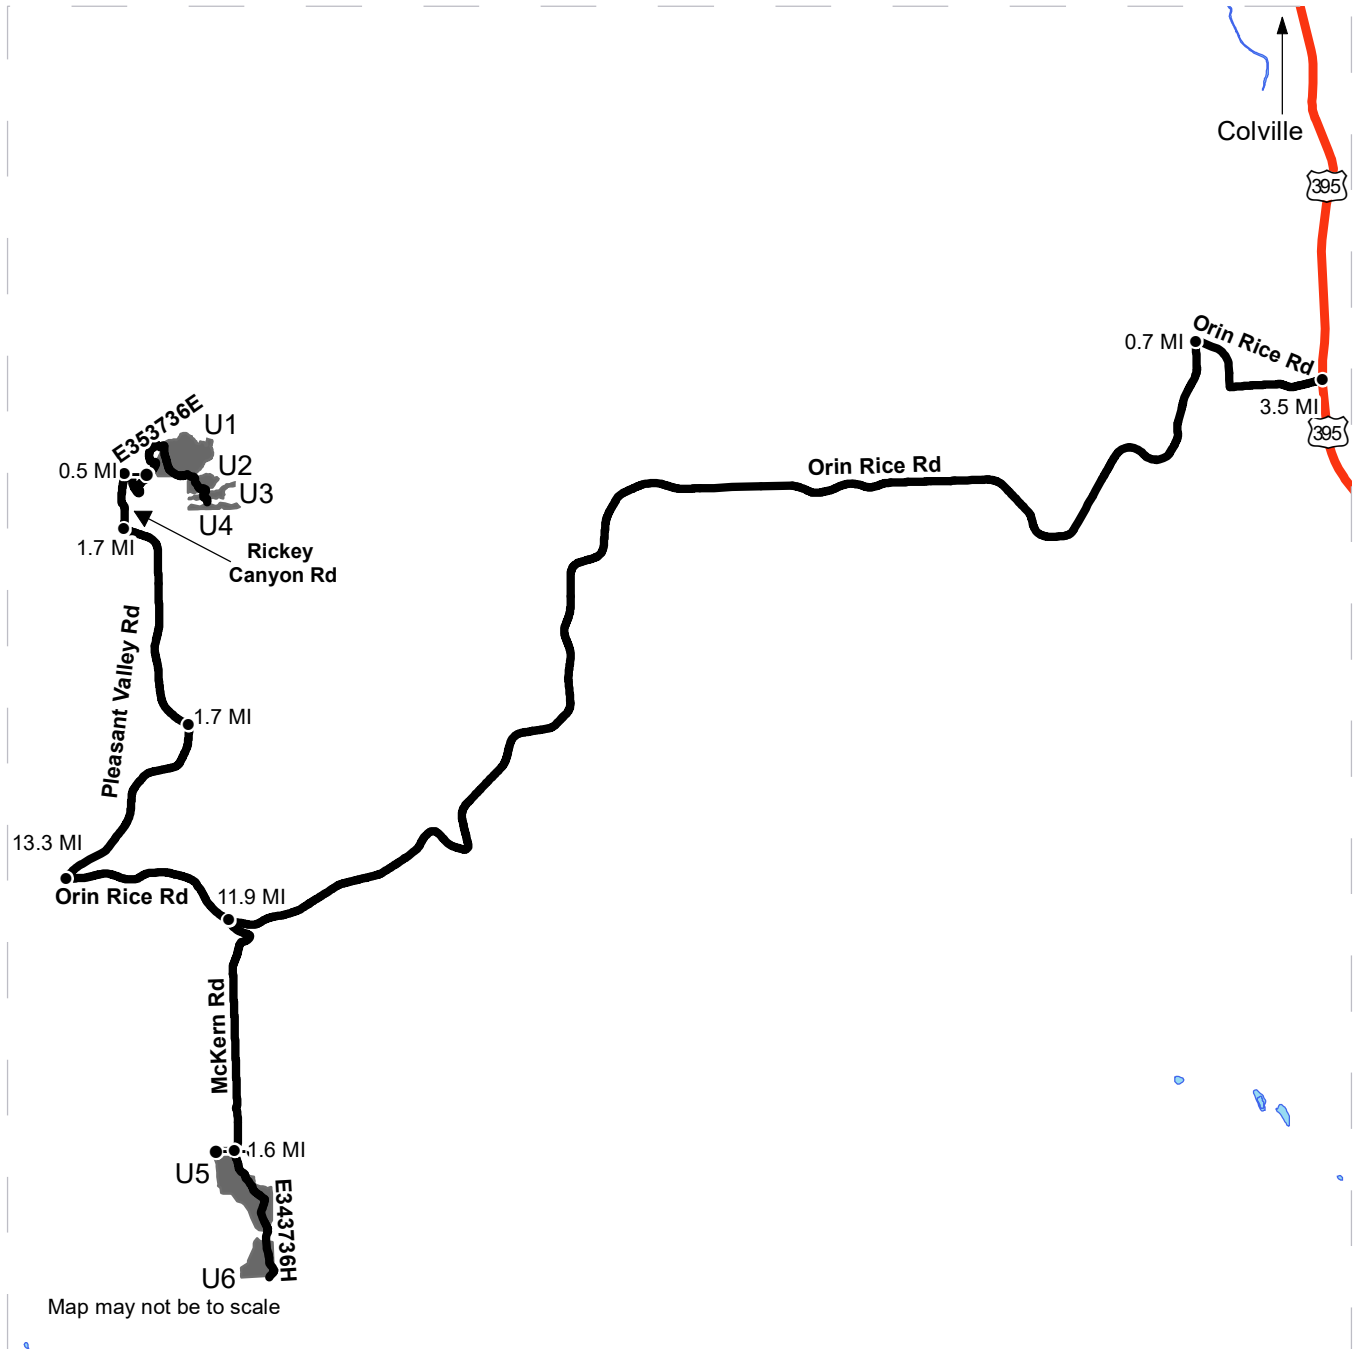 Colville
395
Orin Rice Rd
0.7 MI
3.5 MI
395
E353736E
U1
0.5 MI
U2
U3
U4
1.7 MI
Rickey
Canyon Rd
Orin Rice Rd
Pleasant Valley Rd
1.7 MI
13.3 MI
Orin Rice Rd
11.9 MI
McKern Rd
1.6 MI
U5
E343736H
U6
Map may not be to scale